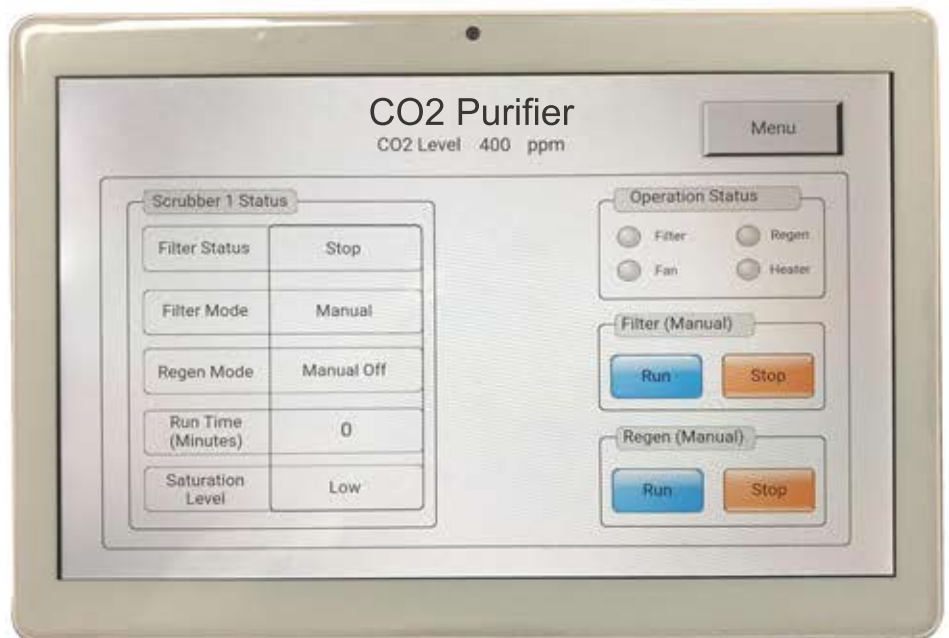 CO2 Purifier
CO2 Level 400 ppm
Menu
Scrubber 1 Status
Filter Status Stop
Filter Mode Manual
Regen Mode Manual Off
Run Time
(Minutes) 0
Saturation
Level Low
Operation Status
Filter Regen
Fan Heater
Filter (Manual)
Run Stop
Regen (Manual)
Run Stop